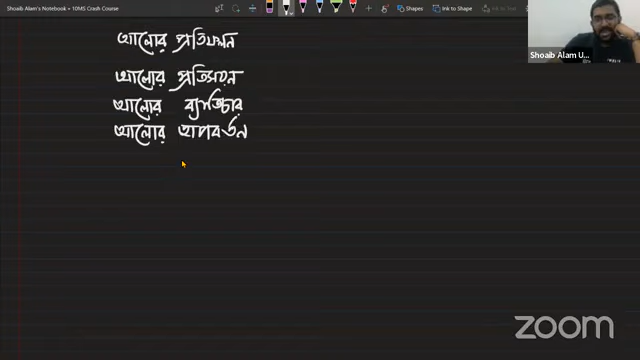 Shoaib Alam's Notebook • 10MS Crash Course
Shapes
Ink to Shape
আলোর প্রতিফলন
আলোর প্রতিসরণ
আলোর ব্যতিচার
আলোর অপবর্তন
Shoaib Alam U...
zoom